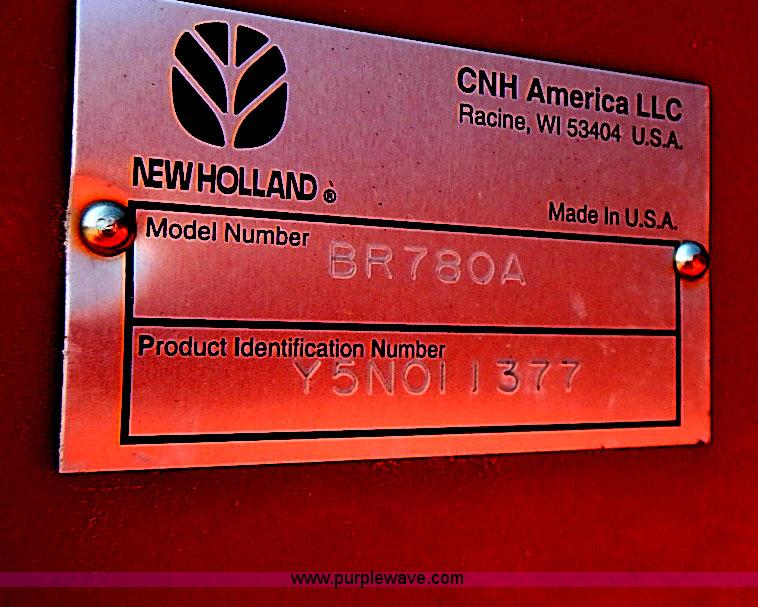 CNH America LLC
Racine, WI 53404 U.S.A.
NEW HOLLAND®
Made In U.S.A.
Model Number
BR780A
Product Identification Number
Y5N011377
www.purplewave.com